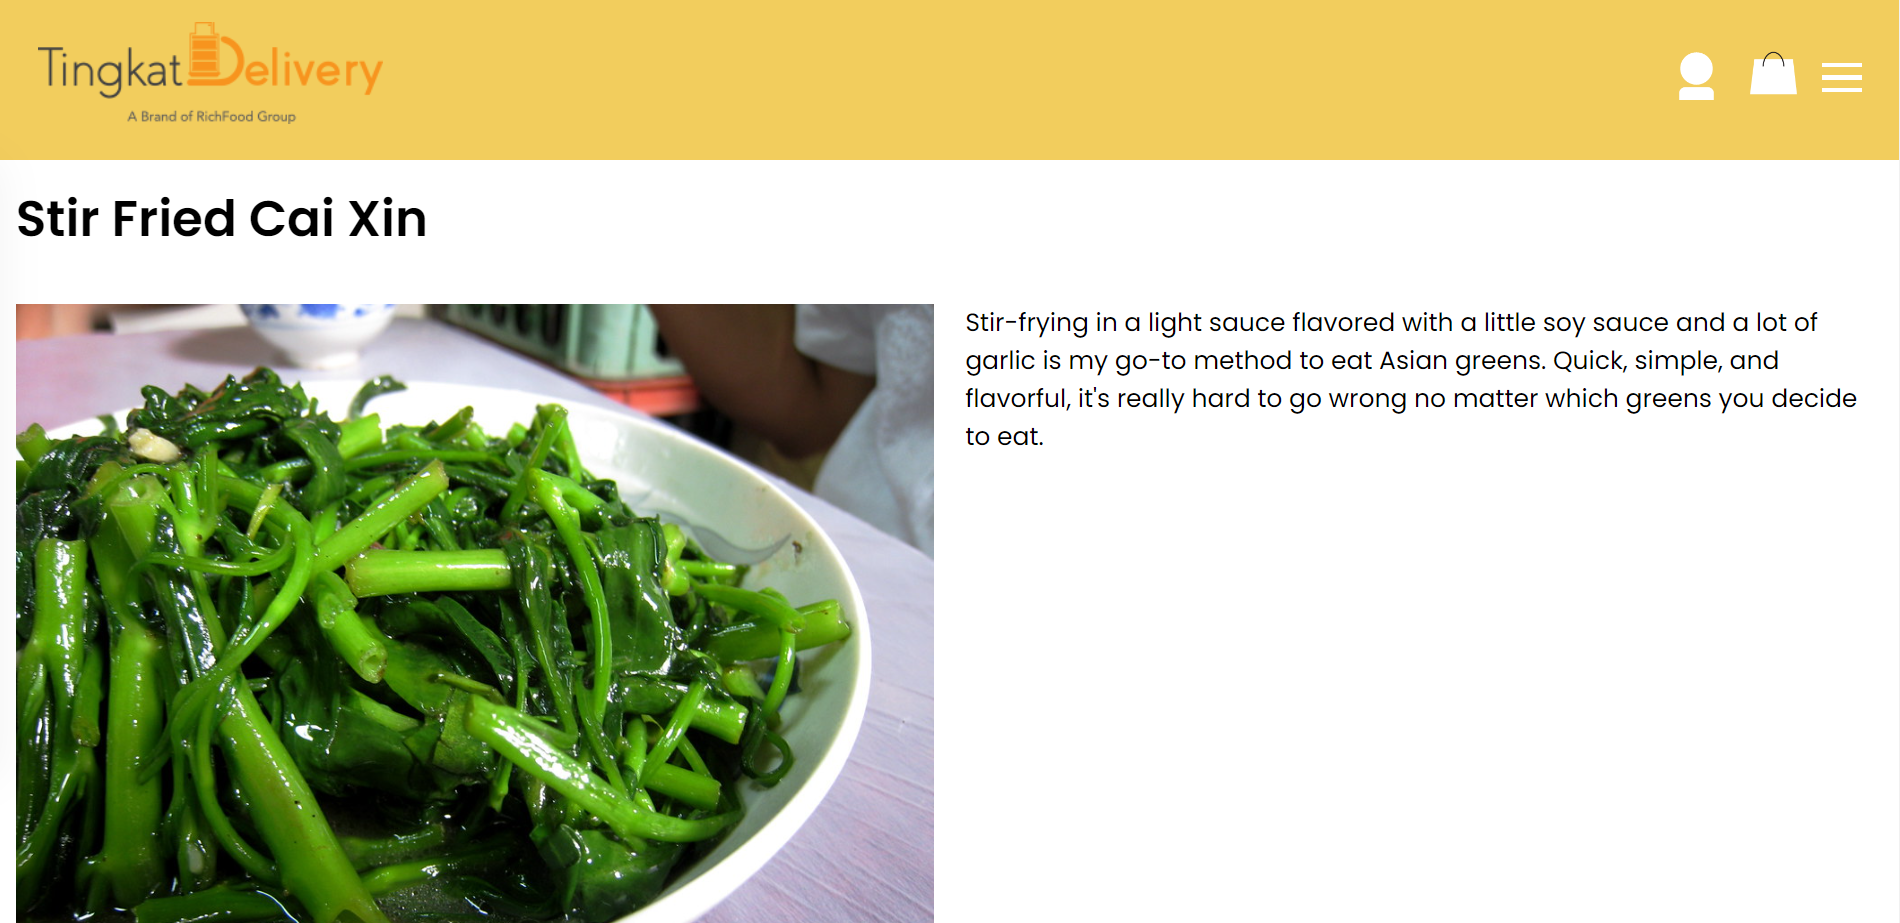 Tingkat Delivery
A Brand of RichFood Group
Stir Fried Cai Xin
Stir-frying in a light sauce flavored with a little soy sauce and a lot of
garlic is my go-to method to eat Asian greens. Quick, simple, and
flavorful, it's really hard to go wrong no matter which greens you decide
to eat.